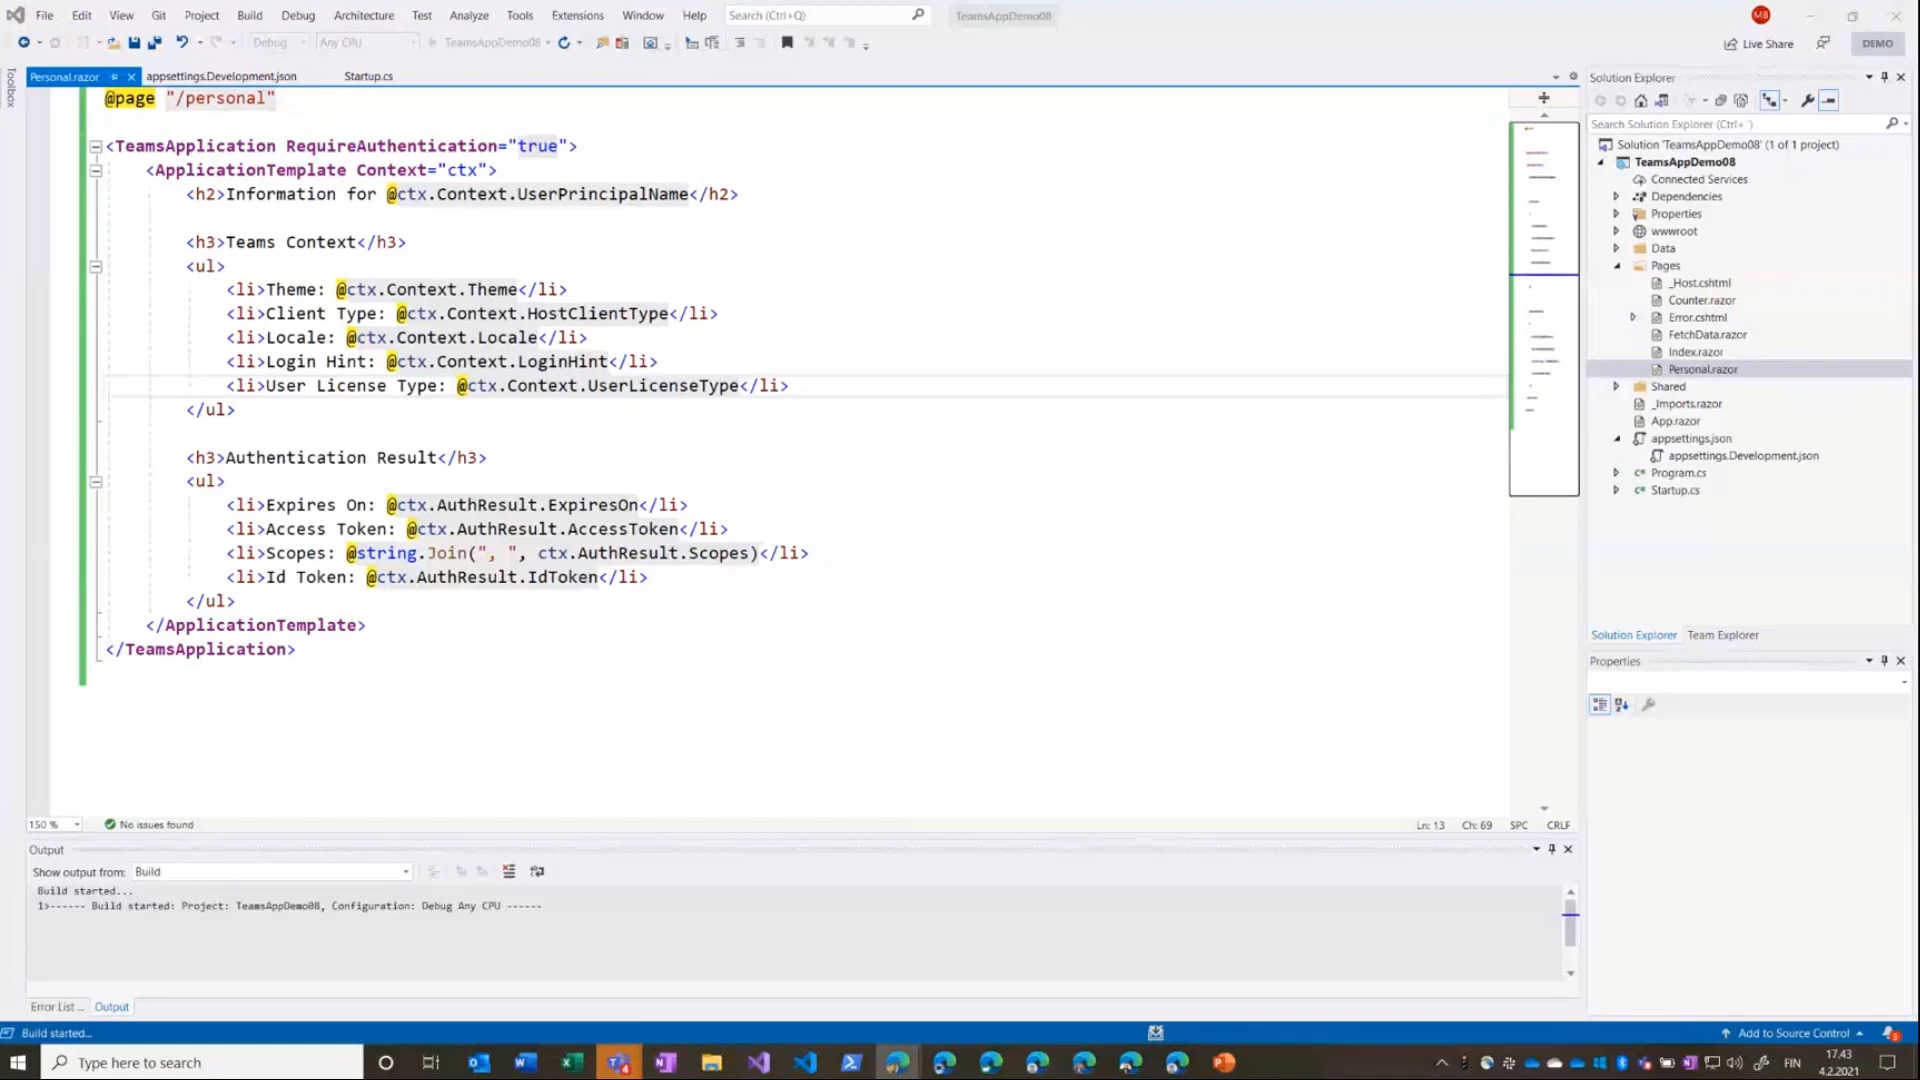 File Edit View Git Project Build Debug Architecture Test Analyze Tools Extensions Window Help Search (Ctrl+Q) TeamsAppDemo08 MB
Debug Any CPU TeamsAppDemo08 Live Share DEMO
Toolbox
Personal.razor appsettings.Development.json Startup.cs
@page "/personal"
<TeamsApplication RequireAuthentication="true">
<ApplicationTemplate Context="ctx">
<h2>Information for @ctx.Context.UserPrincipalName</h2>
<h3>Teams Context</h3>
<ul>
<li>Theme: @ctx.Context.Theme</li>
<li>Client Type: @ctx.Context.HostClientType</li>
<li>Locale: @ctx.Context.Locale</li>
<li>Login Hint: @ctx.Context.LoginHint</li>
<li>User License Type: @ctx.Context.UserLicenseType</li>
</ul>
<h3>Authentication Result</h3>
<ul>
<li>Expires On: @ctx.AuthResult.ExpiresOn</li>
<li>Access Token: @ctx.AuthResult.AccessToken</li>
<li>Scopes: @string.Join(", ", ctx.AuthResult.Scopes)</li>
<li>Id Token: @ctx.AuthResult.IdToken</li>
</ul>
</ApplicationTemplate>
</TeamsApplication>
150 % No issues found Ln: 13 Ch: 69 SPC CRLF
Output
Show output from: Build
Build started...
1>------ Build started: Project: TeamsAppDemo08, Configuration: Debug Any CPU ------
Error List ... Output
Solution Explorer
Search Solution Explorer (Ctrl+ )
Solution 'TeamsAppDemo08' (1 of 1 project)
TeamsAppDemo08
Connected Services
Dependencies
Properties
wwwroot
Data
Pages
_Host.cshtml
Counter.razor
Error.cshtml
FetchData.razor
Index.razor
Personal.razor
Shared
_Imports.razor
App.razor
appsettings.json
appsettings.Development.json
Program.cs
Startup.cs
Solution Explorer Team Explorer
Properties
Build started... Add to Source Control 3
Type here to search 4 FIN 17.43
4.2.2021